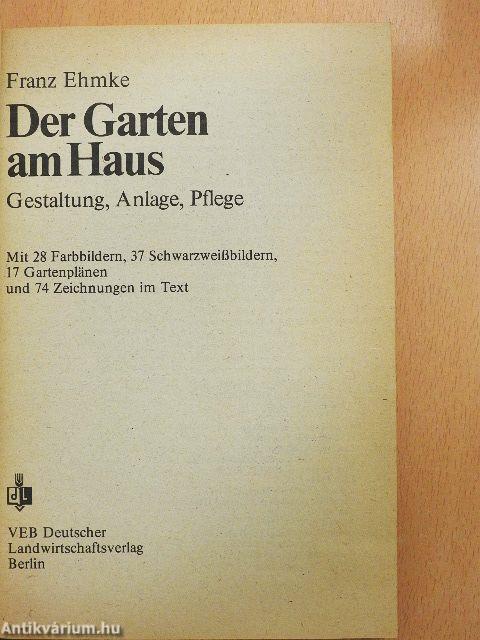 Franz Ehmke
Der Garten
am Haus
Gestaltung, Anlage, Pflege
Mit 28 Farbbildern, 37 Schwarzweißbildern,
17 Gartenplänen
und 74 Zeichnungen im Text
dL
VEB Deutscher
Landwirtschaftsverlag
Berlin
Antikvárium.hu